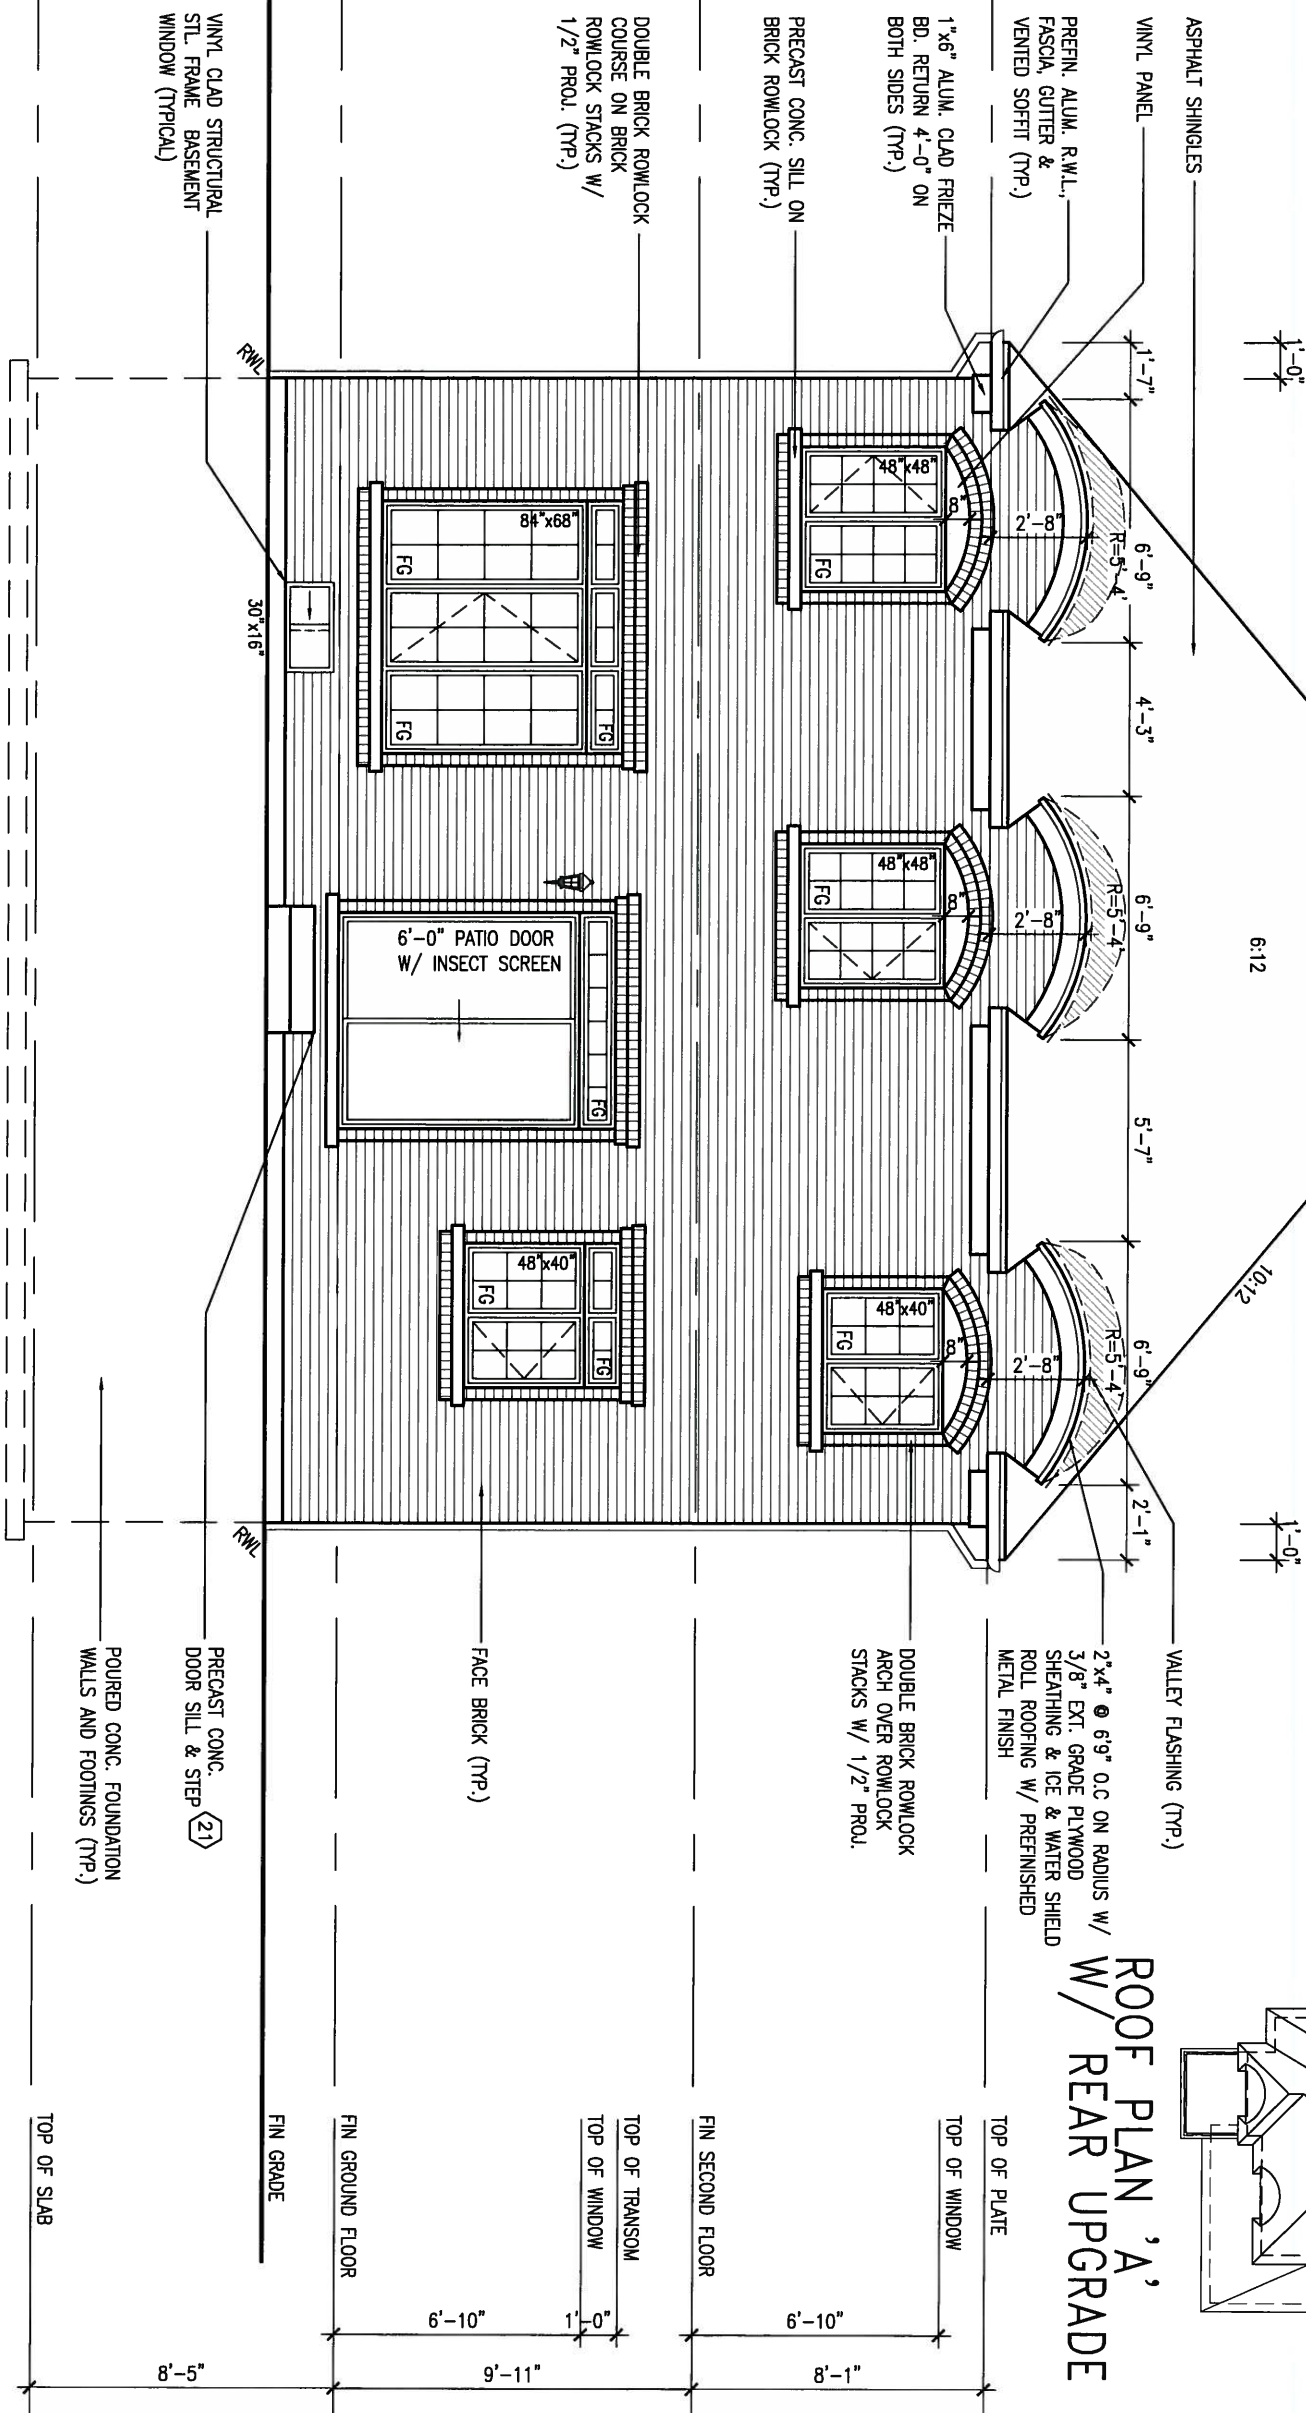 ASPHALT SHINGLES
VINYL PANEL
PREFIN. ALUM. R.W.L.,
FASCIA, GUTTER &
VENTED SOFFIT (TYP.)
1"x6" ALUM. CLAD FRIEZE
BD. RETURN 4'-0" ON
BOTH SIDES (TYP.)
PRECAST CONC. SILL ON
BRICK ROWLOCK (TYP.)
DOUBLE BRICK ROWLOCK
COURSE ON BRICK
ROWLOCK STACKS W/
1/2" PROJ. (TYP.)
VINYL CLAD STRUCTURAL
STL. FRAME BASEMENT
WINDOW (TYPICAL)
1'-0"
1'-7"
6'-9"
4'-3"
6'-9"
5'-7"
6'-9"
2'-1"
1'-0"
6:12
10:12
R=5'-4"
R=5'-4"
R=5'-4"
2'-8"
2'-8"
2'-8"
8"
8"
8"
48"x48"
FG
48"x48"
FG
48"x40"
FG
84"x68"
FG
FG
FG
6'-0" PATIO DOOR
W/ INSECT SCREEN
FG
48"x40"
FG
FG
30"x16"
RWL
RWL
VALLEY FLASHING (TYP.)
2"x4" @ 6'9" O.C ON RADIUS W/
3/8" EXT. GRADE PLYWOOD
SHEATHING & ICE & WATER SHIELD
ROLL ROOFING W/ PREFINISHED
METAL FINISH
DOUBLE BRICK ROWLOCK
ARCH OVER ROWLOCK
STACKS W/ 1/2" PROJ.
FACE BRICK (TYP.)
PRECAST CONC.
DOOR SILL & STEP 21
POURED CONC. FOUNDATION
WALLS AND FOOTINGS (TYP.)
ROOF PLAN 'A'
W/ REAR UPGRADE
TOP OF PLATE
TOP OF WINDOW
FIN SECOND FLOOR
TOP OF TRANSOM
TOP OF WINDOW
FIN GROUND FLOOR
FIN GRADE
TOP OF SLAB
6'-10"
1'-0"
6'-10"
8'-1"
9'-11"
8'-5"